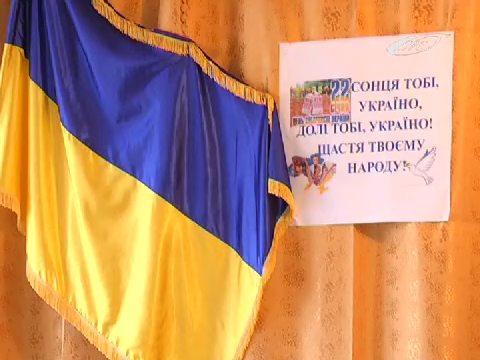 СОНЦЯ ТОБІ,
УКРАЇНО,
ДОЛІ ТОБІ, УКРАЇНО!
ЩАСТЯ ТВОЄМУ
НАРОДУ!
22